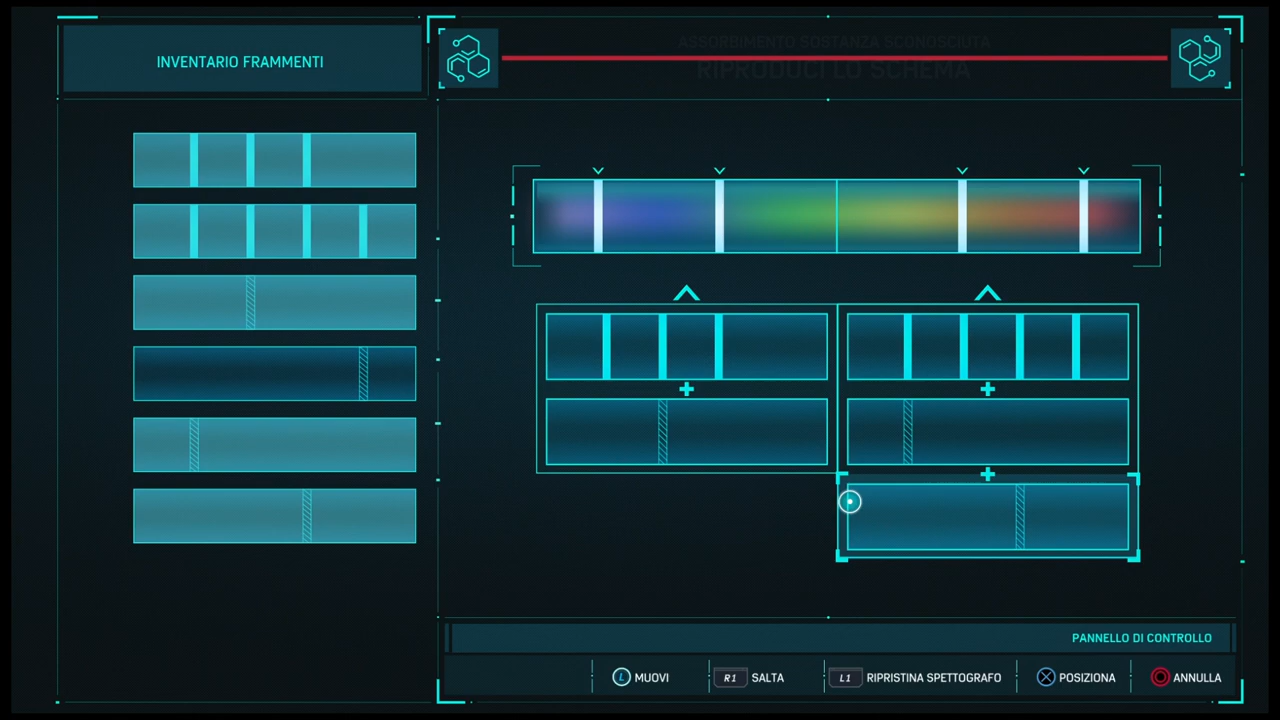 INVENTARIO FRAMMENTI
ASSORBIMENTO SOSTANZA SCONOSCIUTA
RIPRODUCI LO SCHEMA
PANNELLO DI CONTROLLO
L MUOVI R1 SALTA L1 RIPRISTINA SPETTOGRAFO POSIZIONA ANNULLA